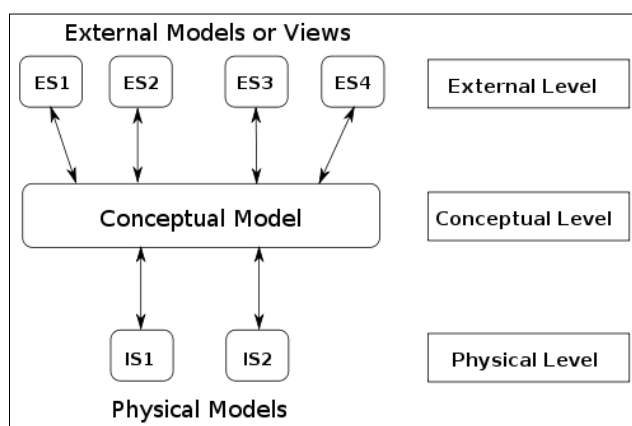 External Models or Views
ES1 ES2 ES3 ES4 External Level
Conceptual Model Conceptual Level
IS1 IS2 Physical Level
Physical Models